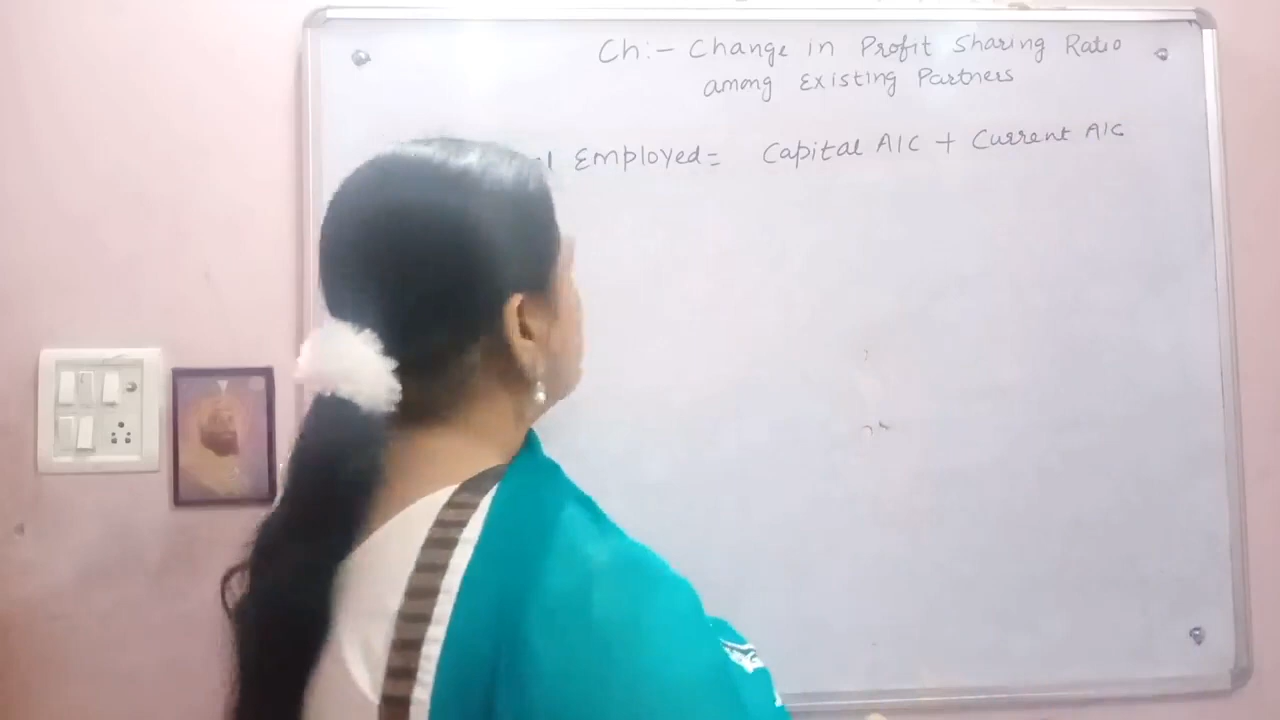 Ch:- Change in Profit Sharing Ratio
among Existing Partners
Employed= Capital A/C + Current A/C